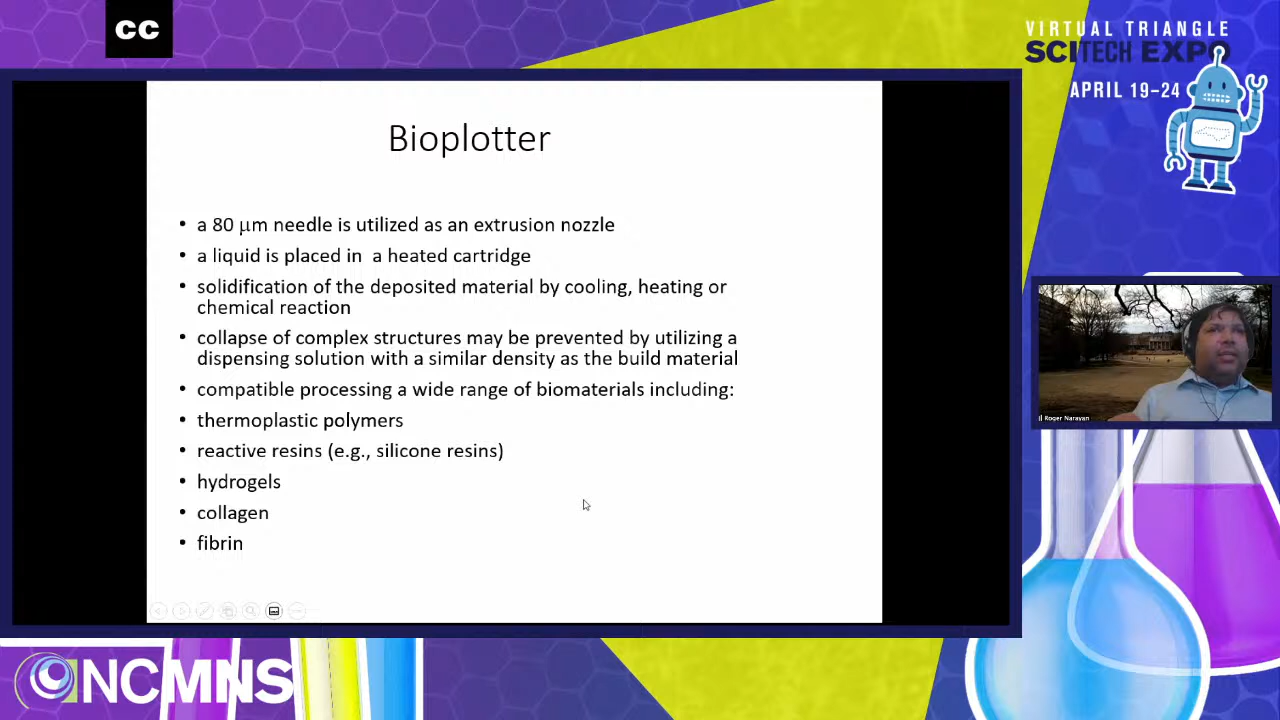 CC
VIRTUAL TRIANGLE
SCITECH EXPO
APRIL 19–24
Bioplotter
• a 80 μm needle is utilized as an extrusion nozzle
• a liquid is placed in a heated cartridge
• solidification of the deposited material by cooling, heating or
chemical reaction
• collapse of complex structures may be prevented by utilizing a
dispensing solution with a similar density as the build material
• compatible processing a wide range of biomaterials including:
• thermoplastic polymers
• reactive resins (e.g., silicone resins)
• hydrogels
• collagen
• fibrin
Roger Narayan
NCMNS